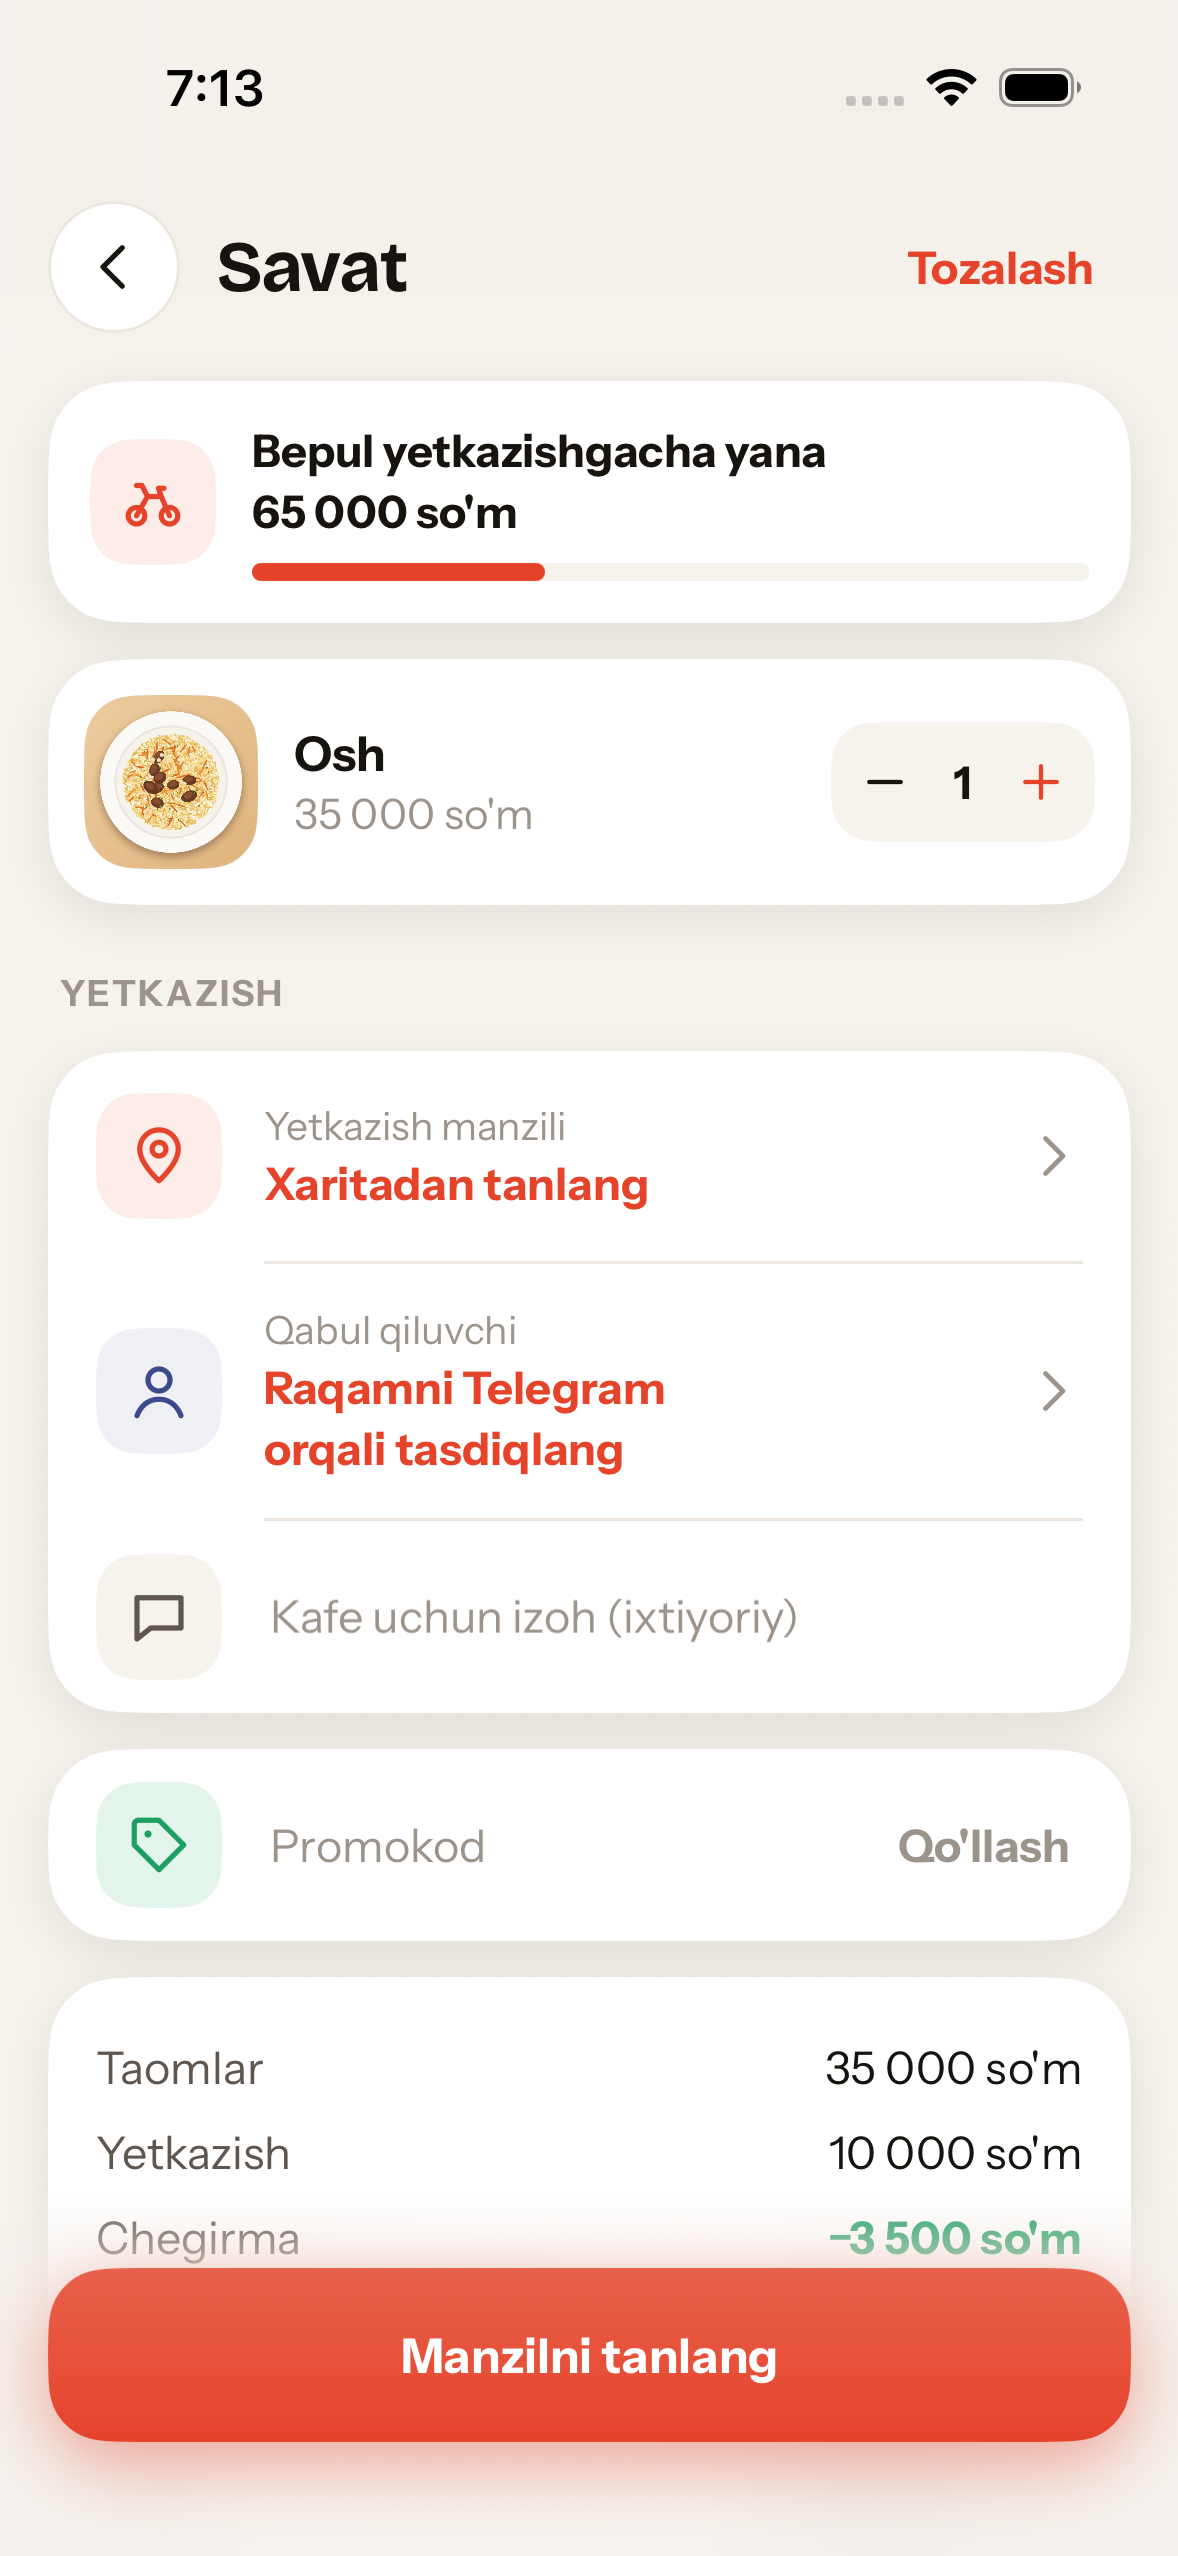 7:13
Savat
Tozalash
Bepul yetkazishgacha yana
65 000 so'm
Osh
35 000 so'm
1
YETKAZISH
Yetkazish manzili
Xaritadan tanlang
Qabul qiluvchi
Raqamni Telegram
orqali tasdiqlang
Kafe uchun izoh (ixtiyoriy)
Promokod
Qo'llash
Taomlar
35 000 so'm
Yetkazish
10 000 so'm
Chegirma
−3 500 so'm
Manzilni tanlang